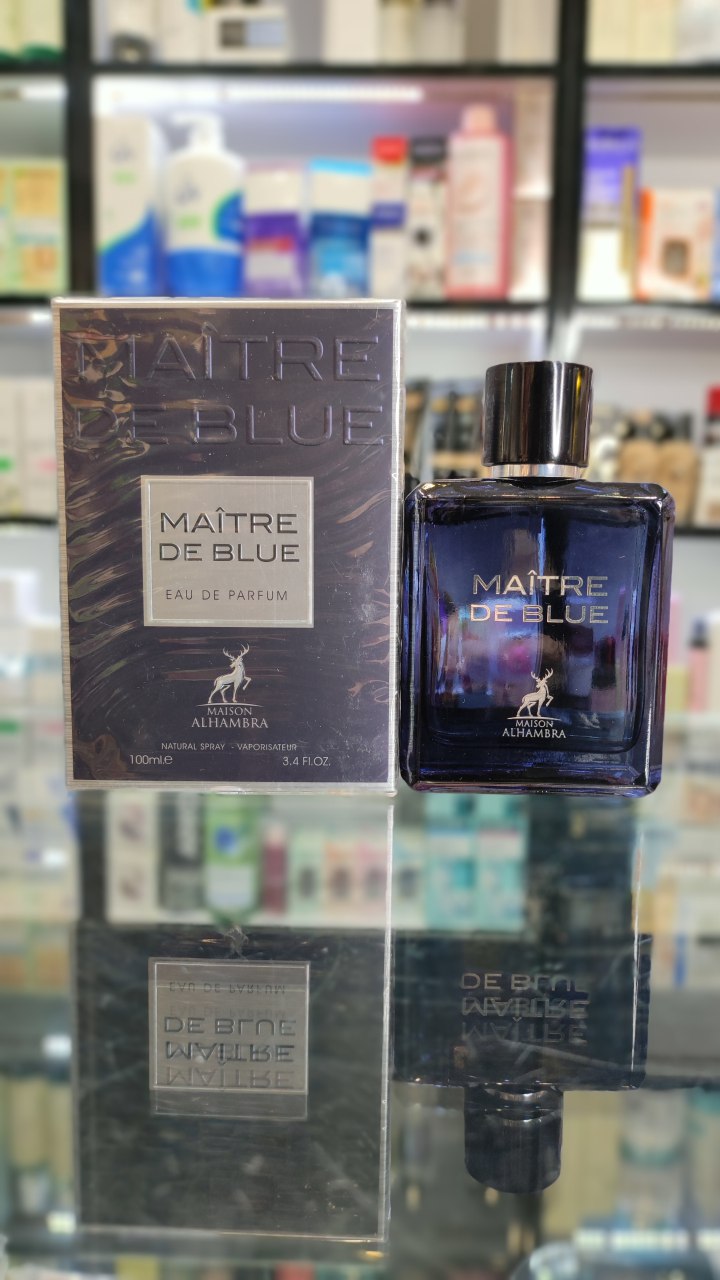 MAÎTRE
DE BLUE
MAÎTRE
DE BLUE
EAU DE PARFUM
MAISON
ALHAMBRA
NATURAL SPRAY - VAPORISATEUR
100ml.e 3.4 Fl.OZ.
MAÎTRE
DE BLUE
MAISON
ALHAMBRA